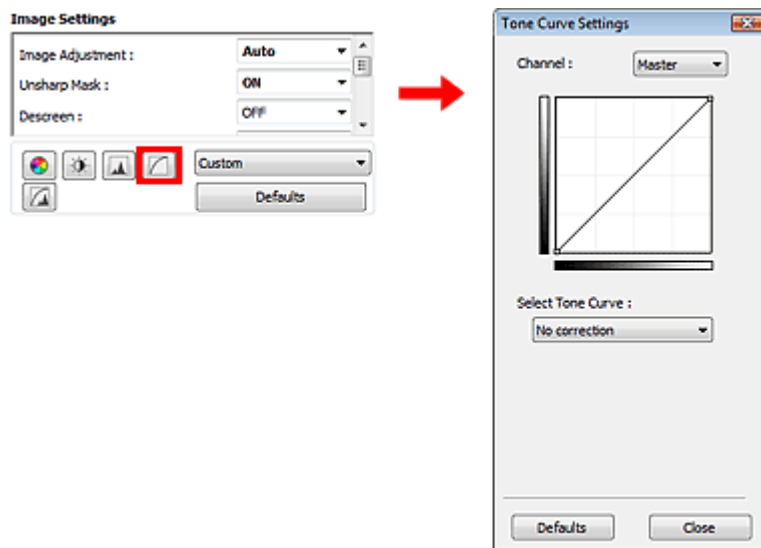 Image Settings
Image Adjustment :
Auto
Unsharp Mask :
ON
Descreen :
OFF
Custom
Defaults
Tone Curve Settings
Channel :
Master
Select Tone Curve :
No correction
Defaults
Close